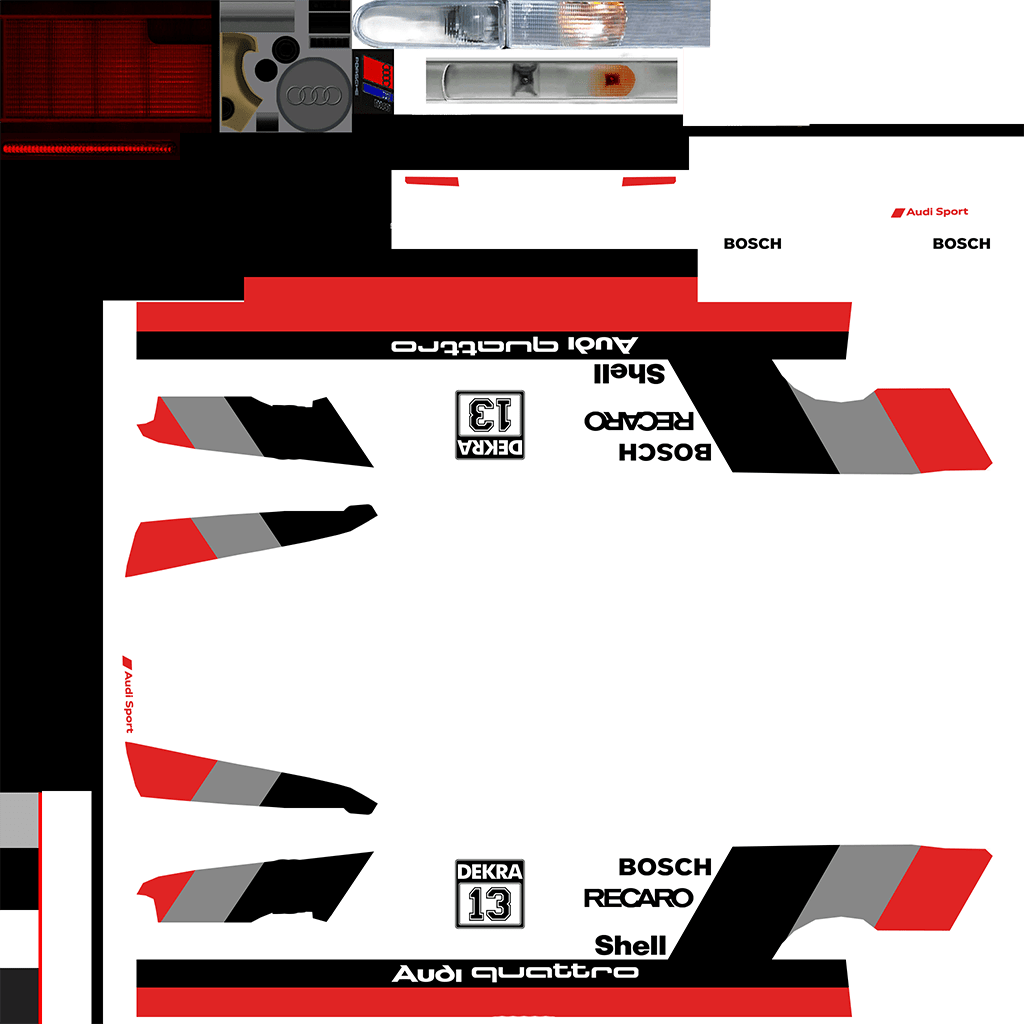 PORSCHE
Audi Sport
BOSCH
BOSCH
Audi quattro
Shell
RECARO
BOSCH
13
DEKRA
Audi Sport
DEKRA
13
BOSCH
RECARO
Shell
Audi quattro